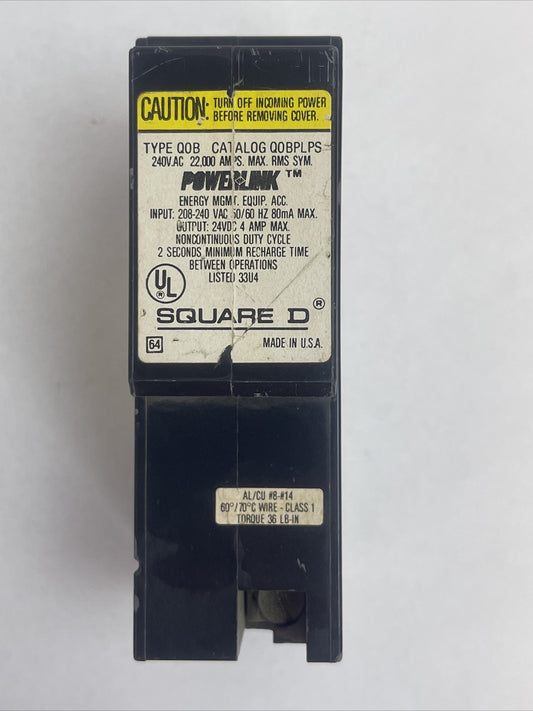 CAUTION: TURN OFF INCOMING POWER
BEFORE REMOVING COVER.
TYPE QOB CATALOG QOBPLPS
240V.AC 22,000 AMPS. MAX. RMS SYM.
POWERLINK ™
ENERGY MGMT. EQUIP. ACC.
INPUT: 208-240 VAC 50/60 HZ 80mA MAX.
OUTPUT: 24VDC 4 AMP MAX.
NONCONTINUOUS DUTY CYCLE
2 SECONDS MINIMUM RECHARGE TIME
BETWEEN OPERATIONS
LISTED 33U4
UL ®
SQUARE D ®
64 MADE IN U.S.A.
AL/CU #8-#14
60°/70°C WIRE - CLASS 1
TORQUE 36 LB-IN